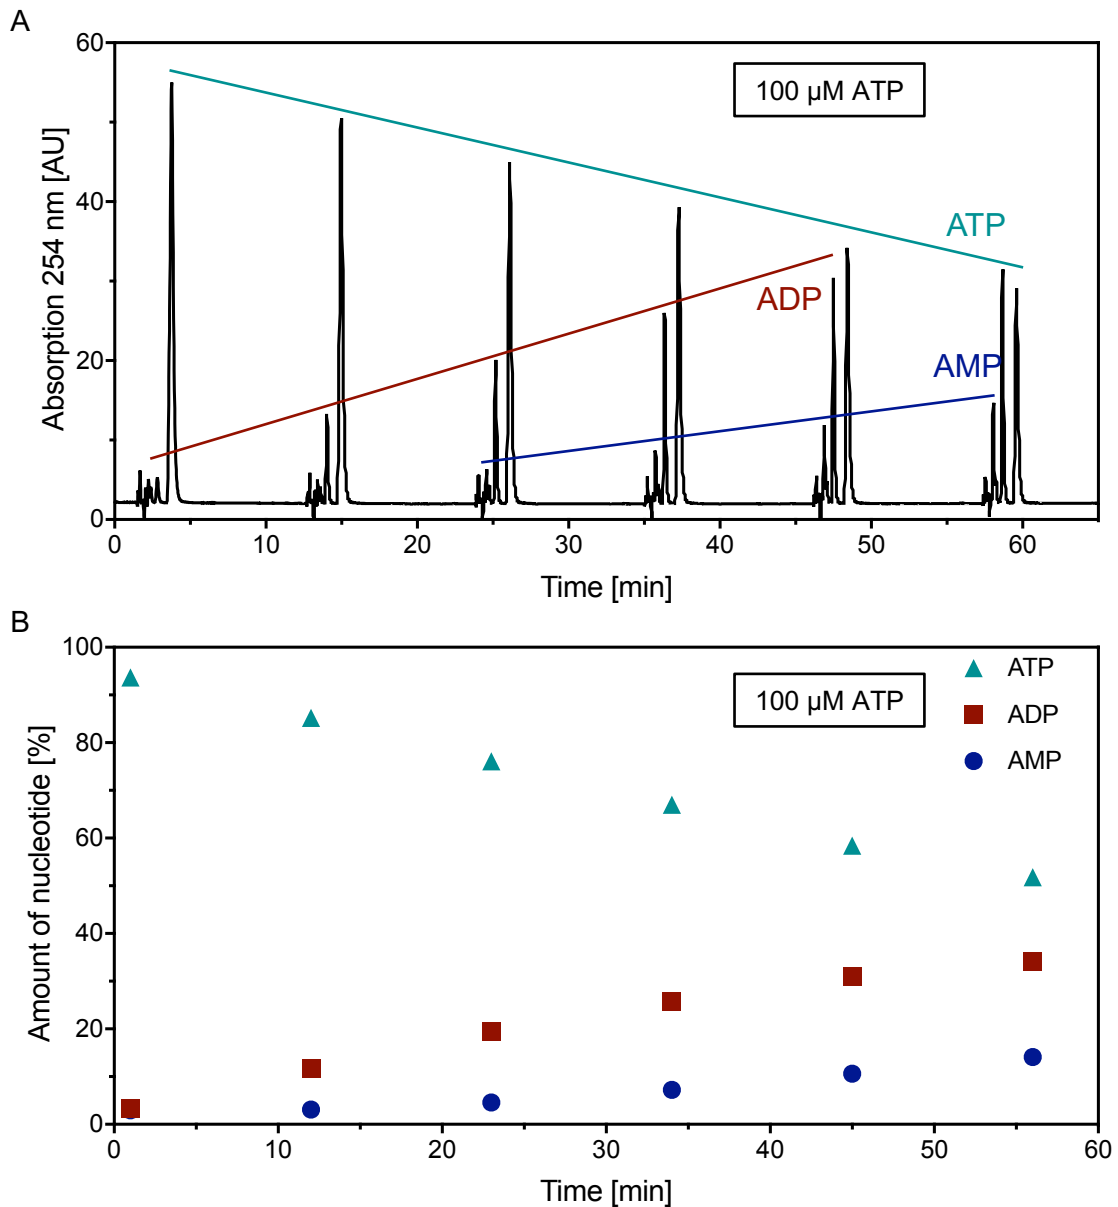 A
60
40
20
0
Absorption 254 nm [AU]
100 µM ATP
ATP
ADP
AMP
0 10 20 30 40 50 60
Time [min]
B
100
80
60
40
20
0
Amount of nucleotide [%]
100 µM ATP
ATP
ADP
AMP
0 10 20 30 40 50 60
Time [min]